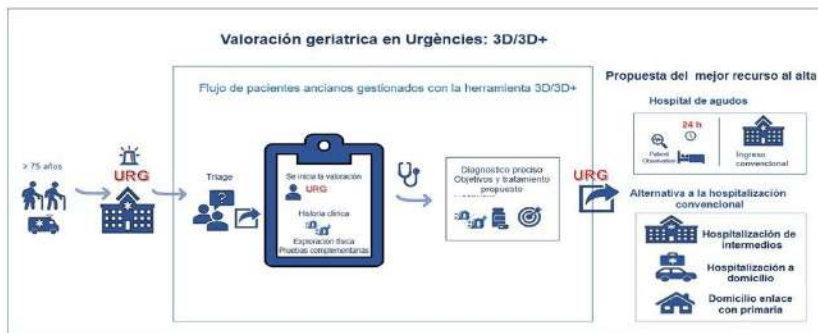 Valoración geriatrica en Urgències: 3D/3D+
Flujo de pacientes ancianos gestionados con la herramienta 3D/3D+
> 75 años
URG
Triage
?
Se inicia la valoración
URG
Historia clínica
Exploración física
Pruebas complementarias
Diagnostico preciso
Objetivos y tratamiento
propuesto
URG
Propuesta del mejor recurso al alta
Hospital de agudos
24 h
Patient
Observation
Ingreso
convencional
Alternativa a la hospitalización
convencional
Hospitalización de
intermedios
Hospitalización a
domicilio
Domicilio enlace
con primaria